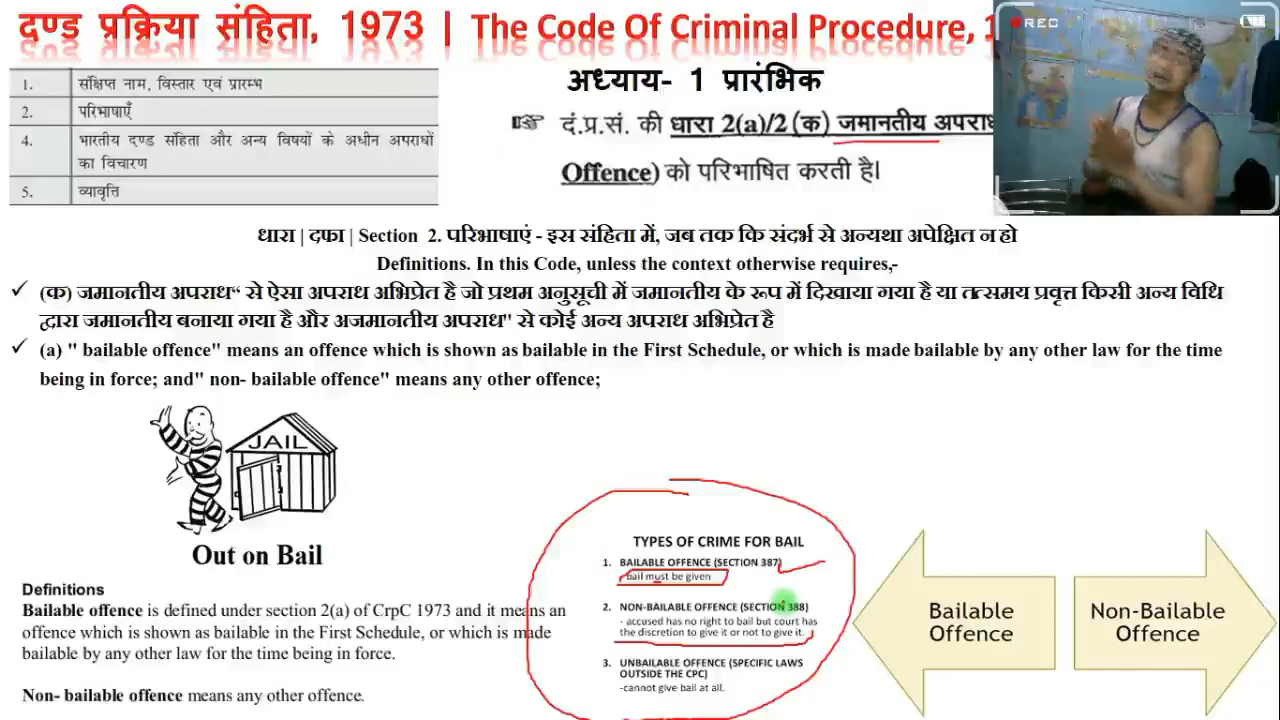 दण्ड प्रक्रिया संहिता, 1973 | The Code Of Criminal Procedure, 1
REC
1. संक्षिप्त नाम, विस्तार एवं प्रारम्भ
2. परिभाषाएँ
4. भारतीय दण्ड संहिता और अन्य विषयों के अधीन अपराधों
का विचारण
5. व्यावृत्ति
अध्याय- 1 प्रारंभिक
दं.प्र.सं. की धारा 2(a)/2 (क) जमानतीय अपराध
Offence) को परिभाषित करती है।
धारा | दफा | Section 2. परिभाषाएं - इस संहिता में, जब तक कि संदर्भ से अन्यथा अपेक्षित न हो
Definitions. In this Code, unless the context otherwise requires,-
✓ (क) जमानतीय अपराध“ से ऐसा अपराध अभिप्रेत है जो प्रथम अनुसूची में जमानतीय के रूप में दिखाया गया है या तत्समय प्रवृत्त किसी अन्य विधि
द्वारा जमानतीय बनाया गया है और अजमानतीय अपराध" से कोई अन्य अपराध अभिप्रेत है
✓ (a) " bailable offence" means an offence which is shown as bailable in the First Schedule, or which is made bailable by any other law for the time
being in force; and" non- bailable offence" means any other offence;
JAIL
Out on Bail
Definitions
Bailable offence is defined under section 2(a) of CrpC 1973 and it means an
offence which is shown as bailable in the First Schedule, or which is made
bailable by any other law for the time being in force.
Non- bailable offence means any other offence.
TYPES OF CRIME FOR BAIL
1. BAILABLE OFFENCE (SECTION 387)
- bail must be given
2. NON-BAILABLE OFFENCE (SECTION 388)
- accused has no right to bail but court has
the discretion to give it or not to give it.
3. UNBAILABLE OFFENCE (SPECIFIC LAWS
OUTSIDE THE CPC)
-cannot give bail at all.
Bailable
Offence
Non-Bailable
Offence